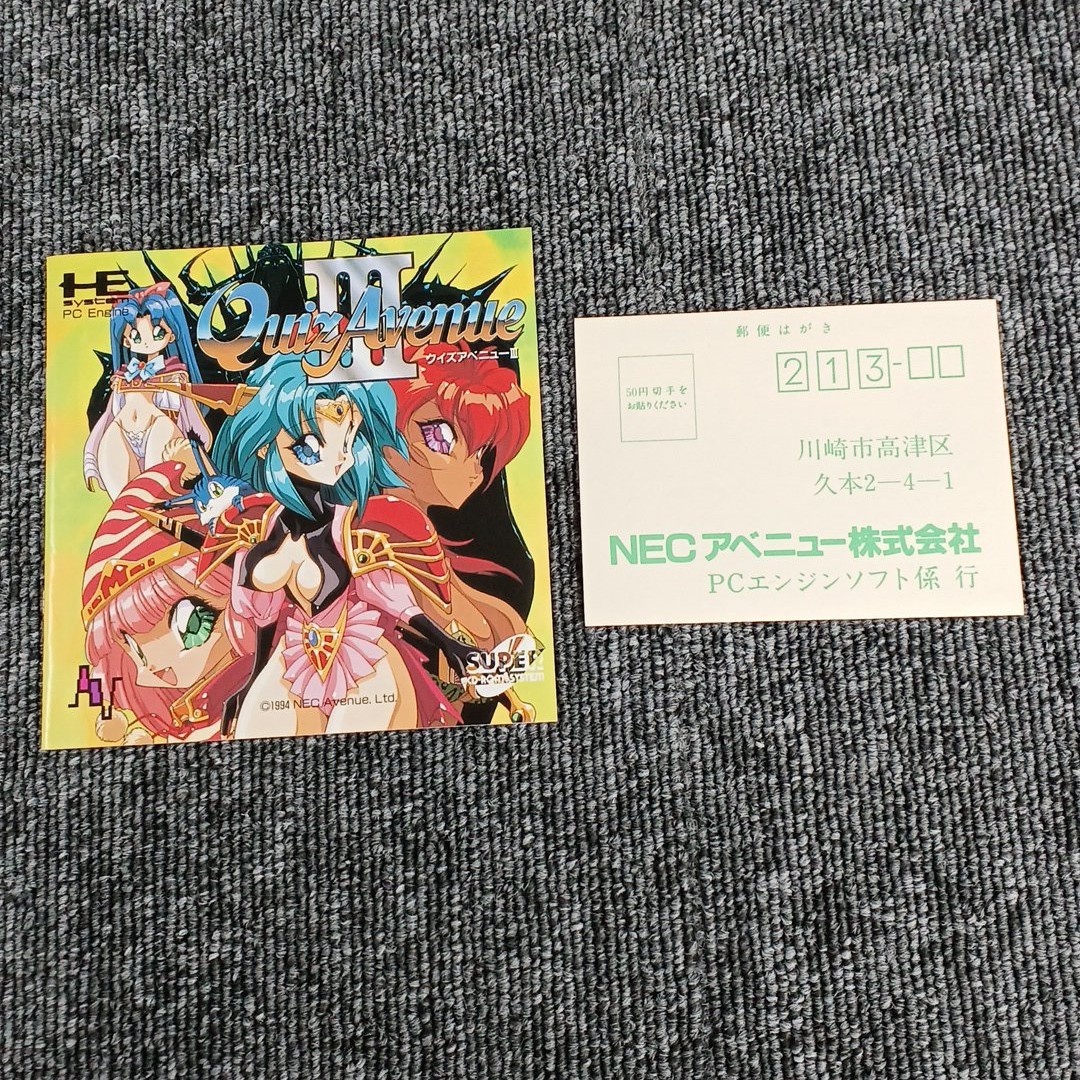 HE
system
PC Engine
III
Quiz Avenue
クイズアベニューIII
M
SUPER
CD-ROM² SYSTEM
AV
©1994 NEC Avenue, Ltd.
郵便はがき
50円切手を
お貼りください
213-
川崎市高津区
久本2―4―1
NECアベニュー株式会社
PCエンジンソフト係 行